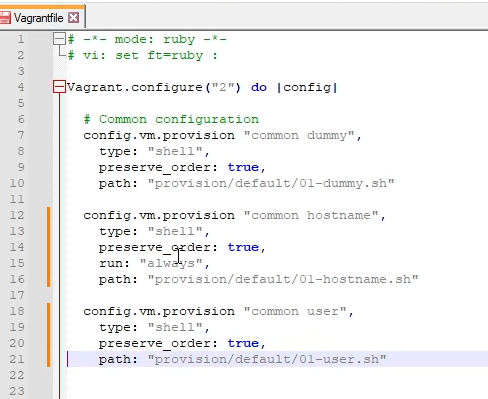 Vagrantfile
1 # -*- mode: ruby -*-
2 # vi: set ft=ruby :
3
4 Vagrant.configure("2") do |config|
5
6 # Common configuration
7 config.vm.provision "common dummy",
8 type: "shell",
9 preserve_order: true,
10 path: "provision/default/01-dummy.sh"
11
12 config.vm.provision "common hostname",
13 type: "shell",
14 preserve_order: true,
15 run: "always",
16 path: "provision/default/01-hostname.sh"
17
18 config.vm.provision "common user",
19 type: "shell",
20 preserve_order: true,
21 path: "provision/default/01-user.sh"
22
23